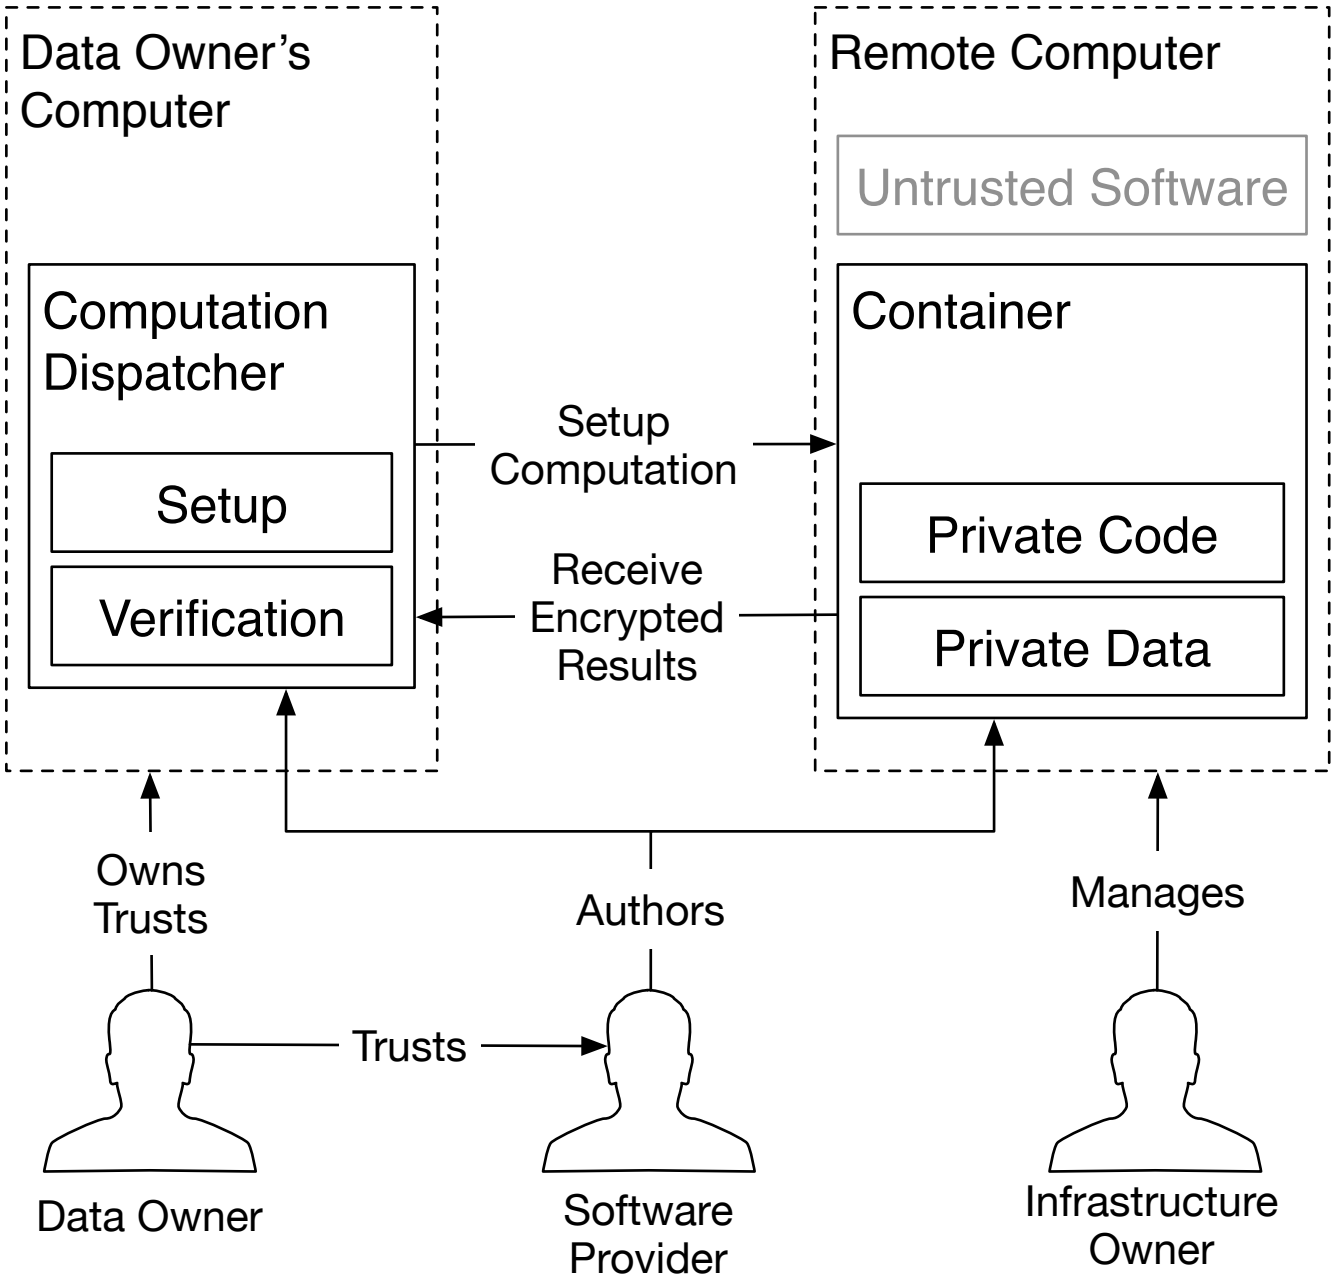 Data Owner’s
Computer
Remote Computer
Untrusted Software
Computation
Dispatcher
Setup
Verification
Container
Private Code
Private Data
Setup
Computation
Receive
Encrypted
Results
Owns
Trusts
Authors
Manages
Trusts
Data Owner
Software
Provider
Infrastructure
Owner